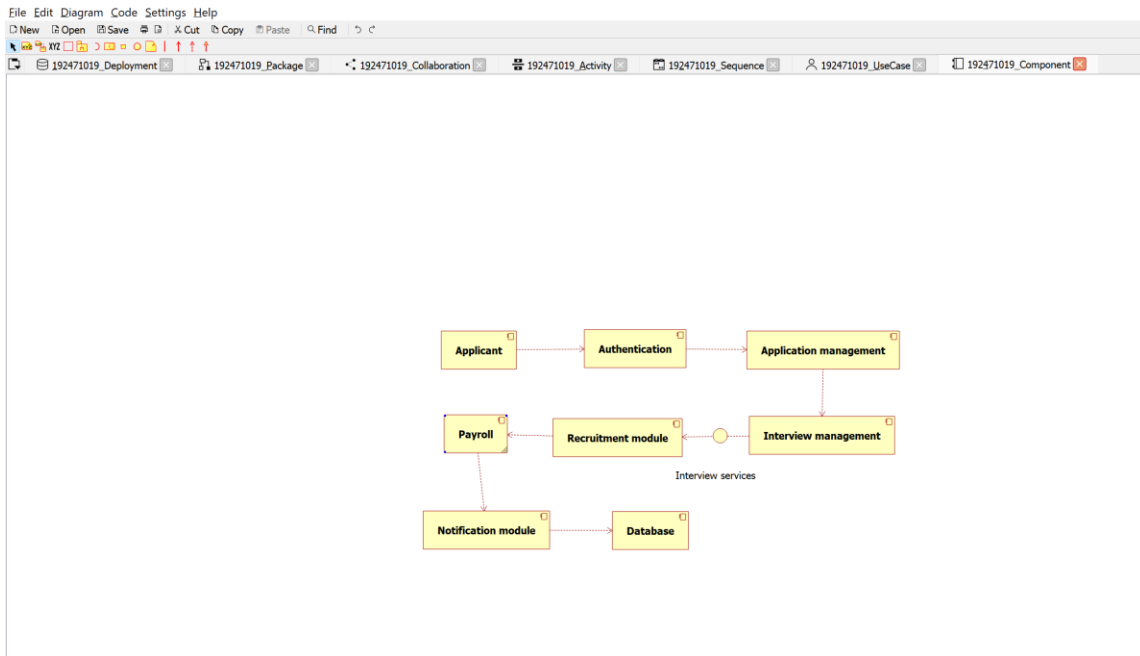 File Edit Diagram Code Settings Help
New Open Save Cut Copy Paste Find
XYZ
192471019_Deployment 192471019_Package 192471019_Collaboration 192471019_Activity 192471019_Sequence 192471019_UseCase 192471019_Component
Applicant Authentication Application management
Payroll Recruitment module Interview management
Interview services
Notification module Database